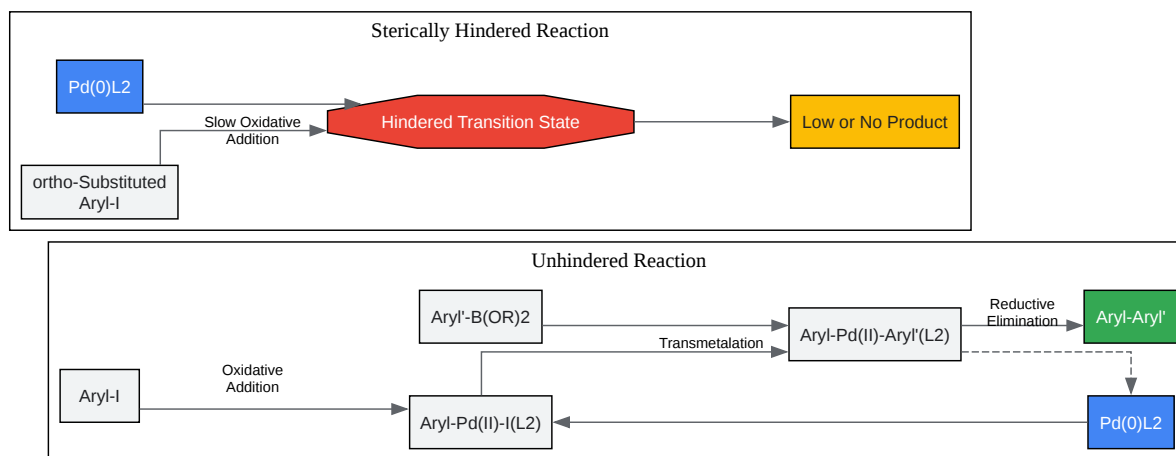 Sterically Hindered Reaction
Pd(0)L2
Slow Oxidative
Addition
Hindered Transition State
Low or No Product
ortho-Substituted
Aryl-I
Unhindered Reaction
Aryl'-B(OR)2
Reductive
Elimination
Aryl-Aryl'
Transmetalation
Aryl-Pd(II)-Aryl'(L2)
Aryl-I
Oxidative
Addition
Aryl-Pd(II)-I(L2)
Pd(0)L2